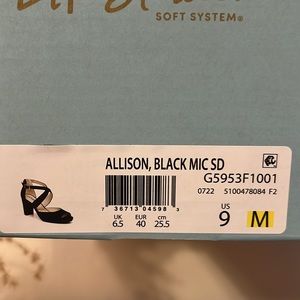 SOFT SYSTEM®
ALLISON, BLACK MIC SD
G5953F1001
0722 5100478084 F2
7 36713 04598 3
UK EU CM US
6.5 40 25.5 9 M